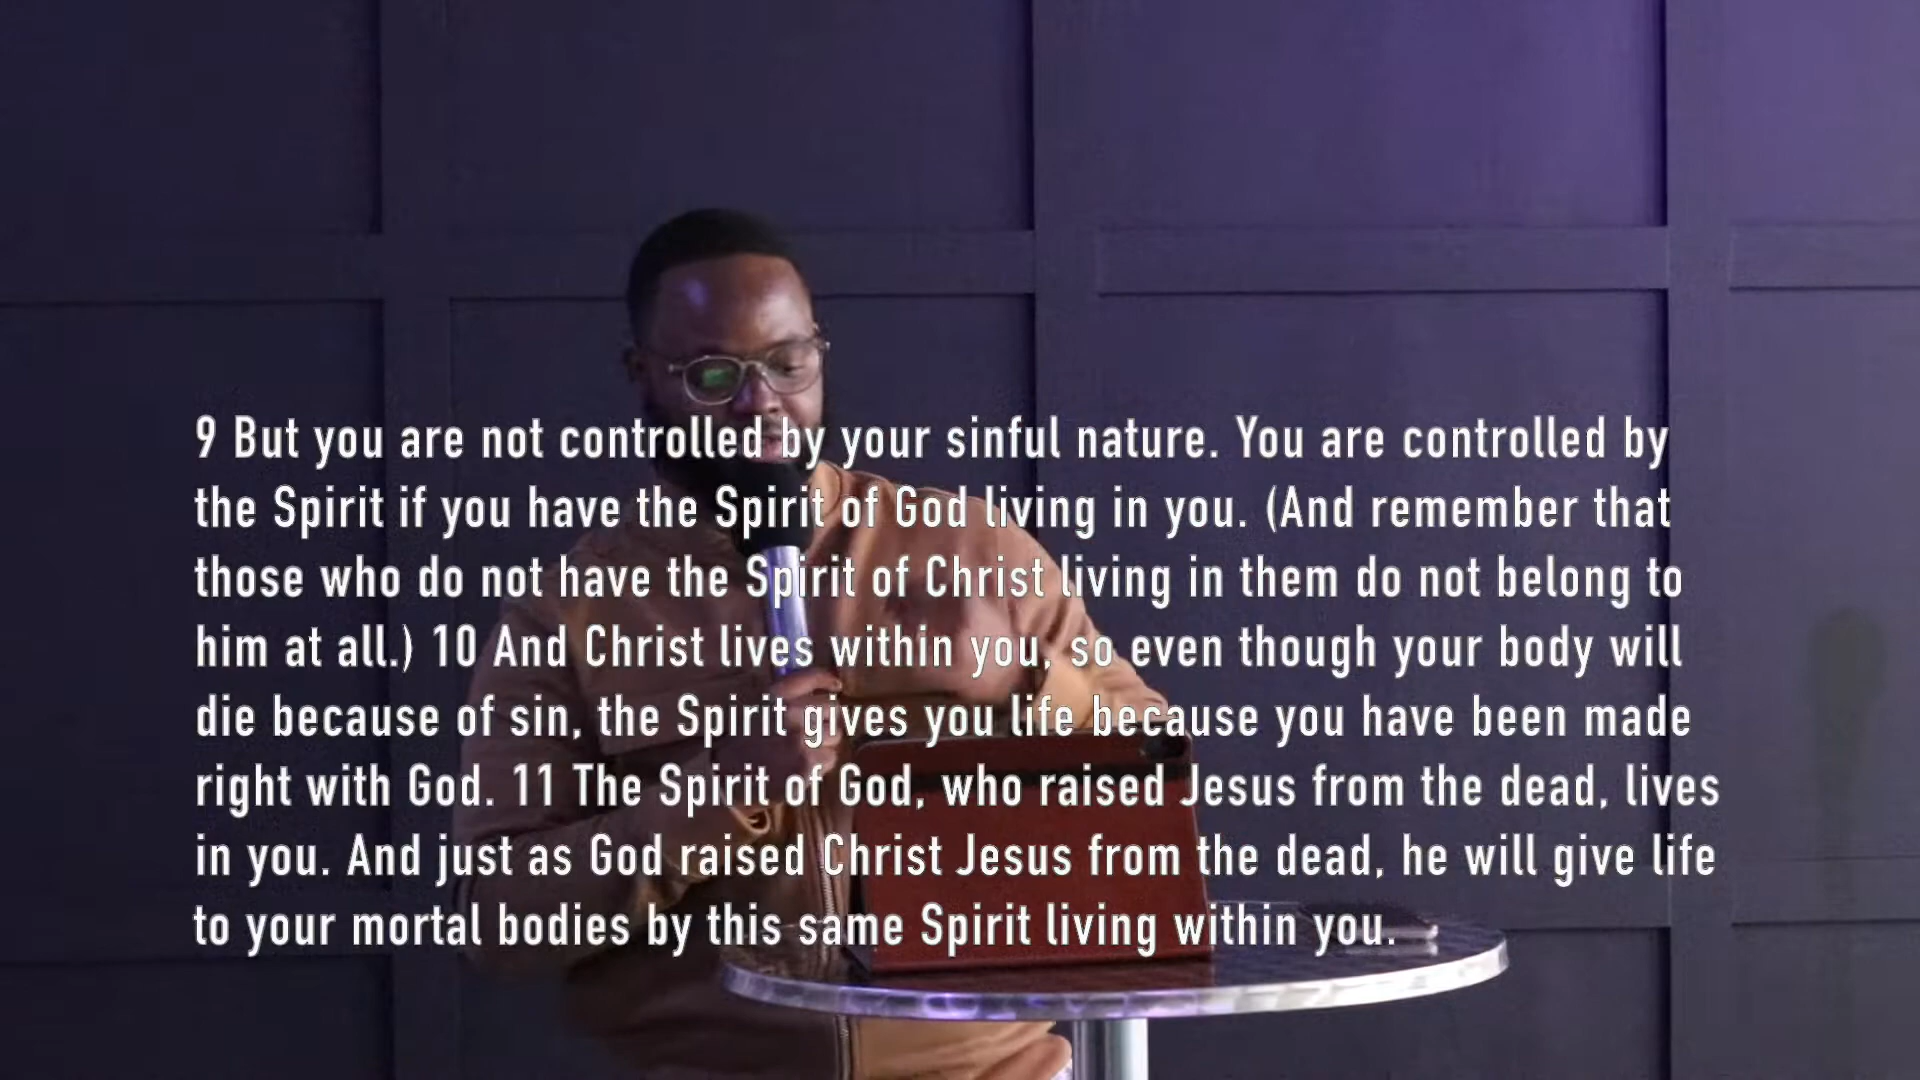 9 But you are not controlled by your sinful nature. You are controlled by
the Spirit if you have the Spirit of God living in you. (And remember that
those who do not have the Spirit of Christ living in them do not belong to
him at all.) 10 And Christ lives within you, so even though your body will
die because of sin, the Spirit gives you life because you have been made
right with God. 11 The Spirit of God, who raised Jesus from the dead, lives
in you. And just as God raised Christ Jesus from the dead, he will give life
to your mortal bodies by this same Spirit living within you.